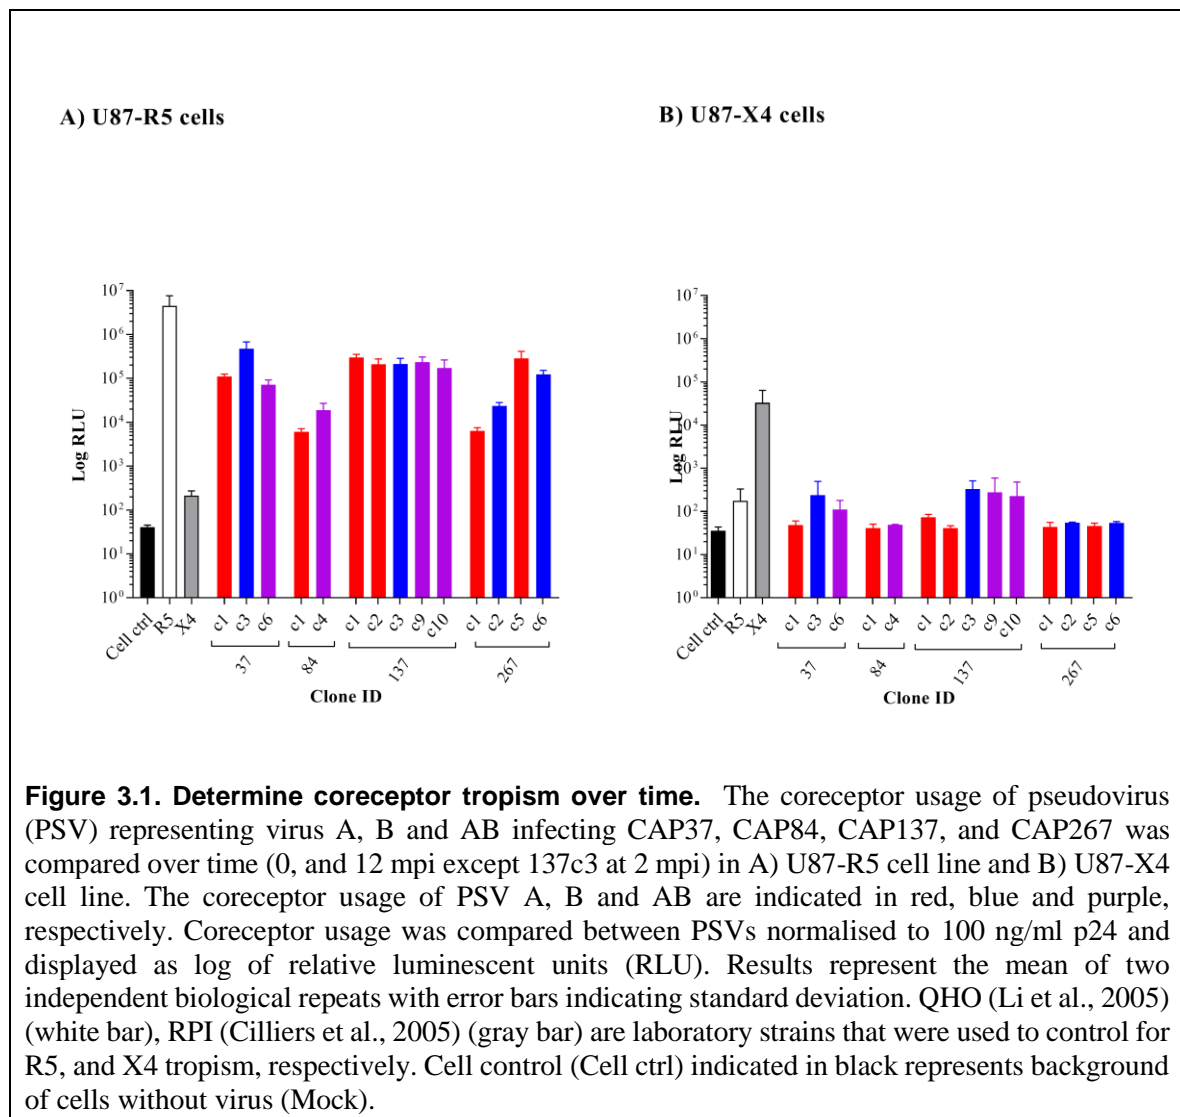 A) U87-R5 cells
B) U87-X4 cells
10⁷
10⁶
10⁵
10⁴
10³
10²
10¹
10⁰
Log RLU
Cell ctrl
R5
X4
c1
c3
c6
c1
c4
c1
c2
c3
c9
c10
c1
c2
c5
c6
37
84
137
267
Clone ID
10⁷
10⁶
10⁵
10⁴
10³
10²
10¹
10⁰
Log RLU
Cell ctrl
R5
X4
c1
c3
c6
c1
c4
c1
c2
c3
c9
c10
c1
c2
c5
c6
37
84
137
267
Clone ID
Figure 3.1. Determine coreceptor tropism over time. The coreceptor usage of pseudovirus
(PSV) representing virus A, B and AB infecting CAP37, CAP84, CAP137, and CAP267 was
compared over time (0, and 12 mpi except 137c3 at 2 mpi) in A) U87-R5 cell line and B) U87-X4
cell line. The coreceptor usage of PSV A, B and AB are indicated in red, blue and purple,
respectively. Coreceptor usage was compared between PSVs normalised to 100 ng/ml p24 and
displayed as log of relative luminescent units (RLU). Results represent the mean of two
independent biological repeats with error bars indicating standard deviation. QHO (Li et al., 2005)
(white bar), RPI (Cilliers et al., 2005) (gray bar) are laboratory strains that were used to control for
R5, and X4 tropism, respectively. Cell control (Cell ctrl) indicated in black represents background
of cells without virus (Mock).